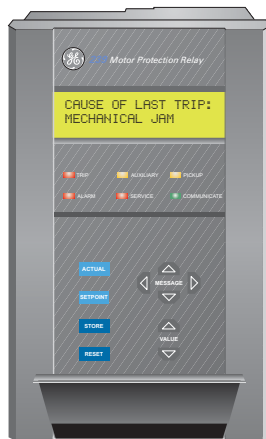 Motor Protection Relay
CAUSE OF LAST TRIP:
MECHANICAL JAM
TRIP AUXILIARY PICKUP
ALARM SERVICE COMMUNICATE
ACTUAL
MESSAGE
SETPOINT
STORE
VALUE
RESET